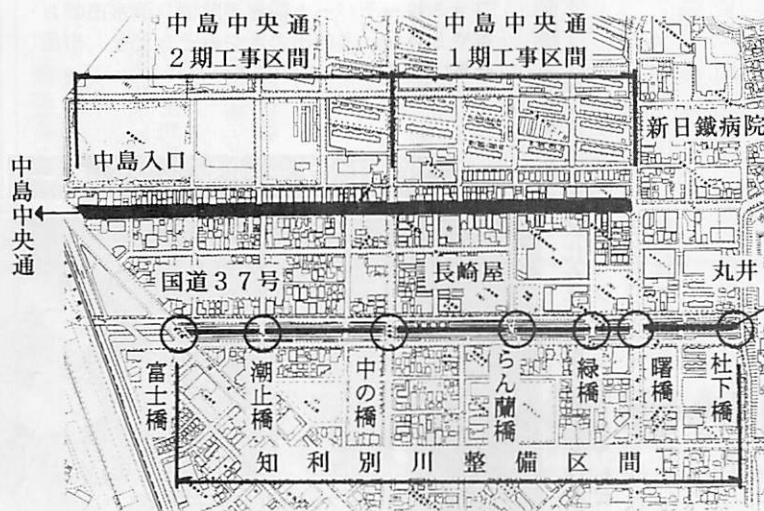 中島中央通
2期工事区間
中島中央通
1期工事区間
新日鐵病院
中島入口
中島中央通
国道37号
長崎屋
丸井
富士橋
潮止橋
中の橋
らん蘭橋
緑橋
曙橋
杜下橋
知利別川整備区間